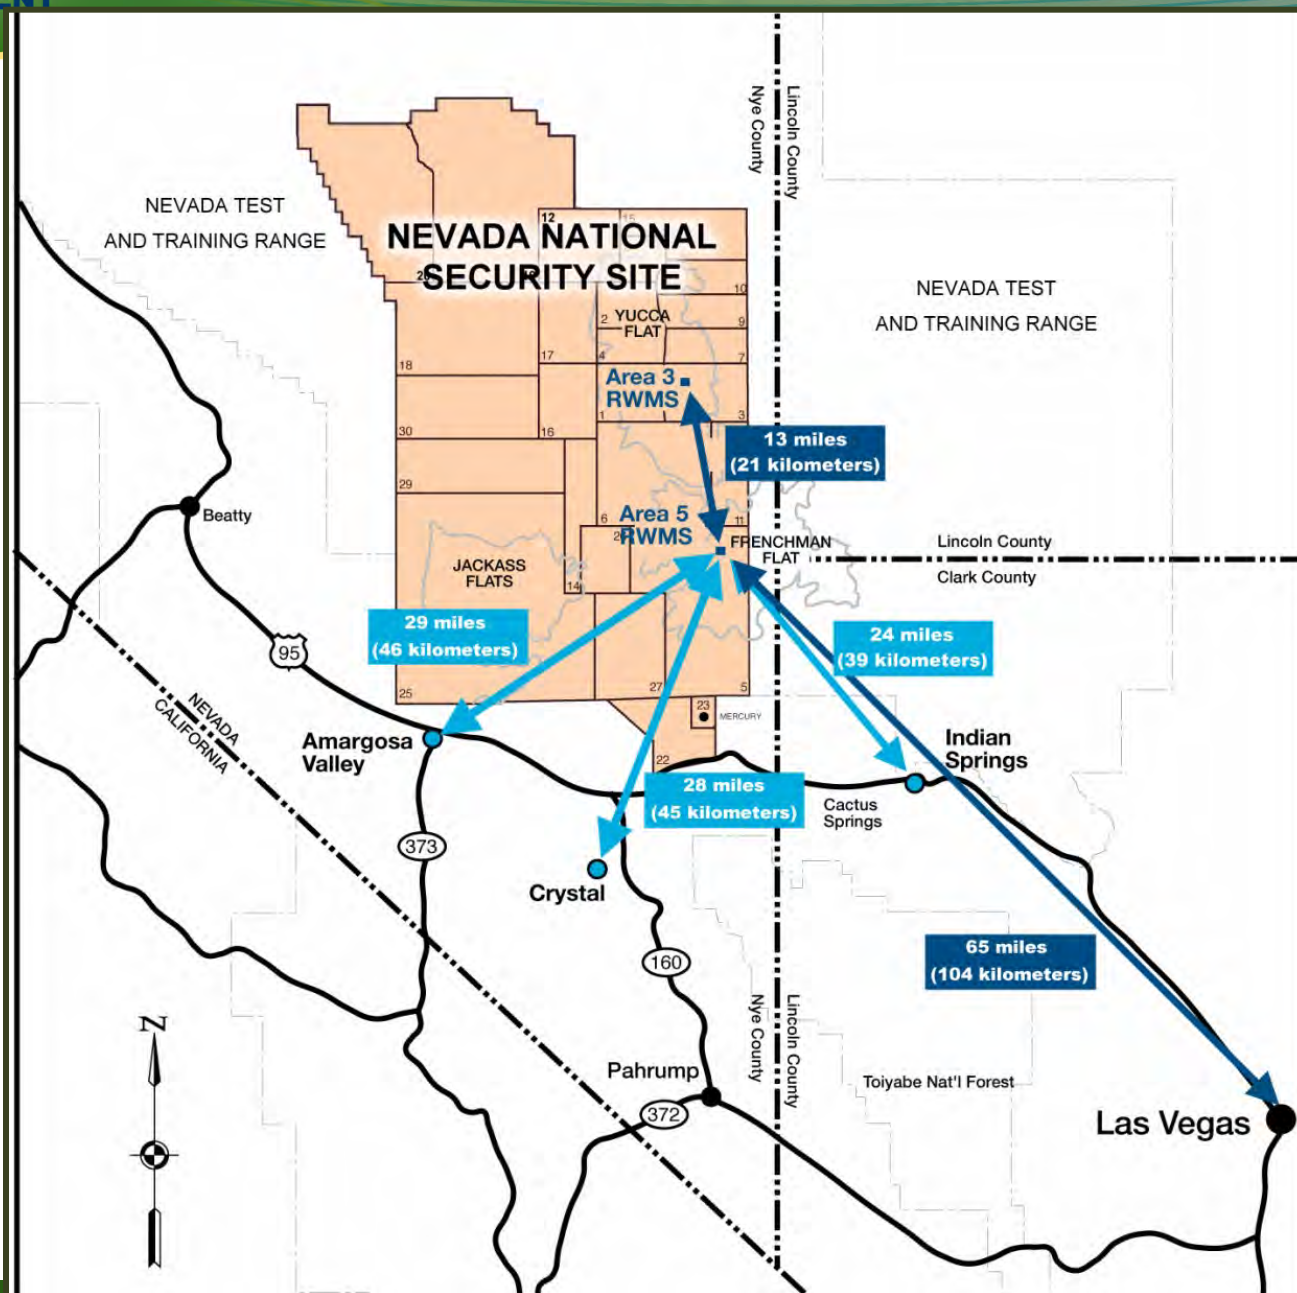 NEVADA TEST
AND TRAINING RANGE
NEVADA NATIONAL
SECURITY SITE
Nye County
Lincoln County
NEVADA TEST
AND TRAINING RANGE
12
15
20
10
2
YUCCA
FLAT
9
18
17
4
7
Area 3
RWMS
1
3
30
16
13 miles
(21 kilometers)
29
Area 5
RWMS
6
11
FRENCHMAN
FLAT
Lincoln County
Clark County
Beatty
JACKASS
FLATS
14
29 miles
(46 kilometers)
24 miles
(39 kilometers)
95
25
27
5
23
MERCURY
22
NEVADA
CALIFORNIA
Amargosa
Valley
Indian
Springs
28 miles
(45 kilometers)
Cactus
Springs
373
Crystal
160
65 miles
(104 kilometers)
Nye County
Lincoln County
N
Pahrump
372
Toiyabe Nat'l Forest
Las Vegas